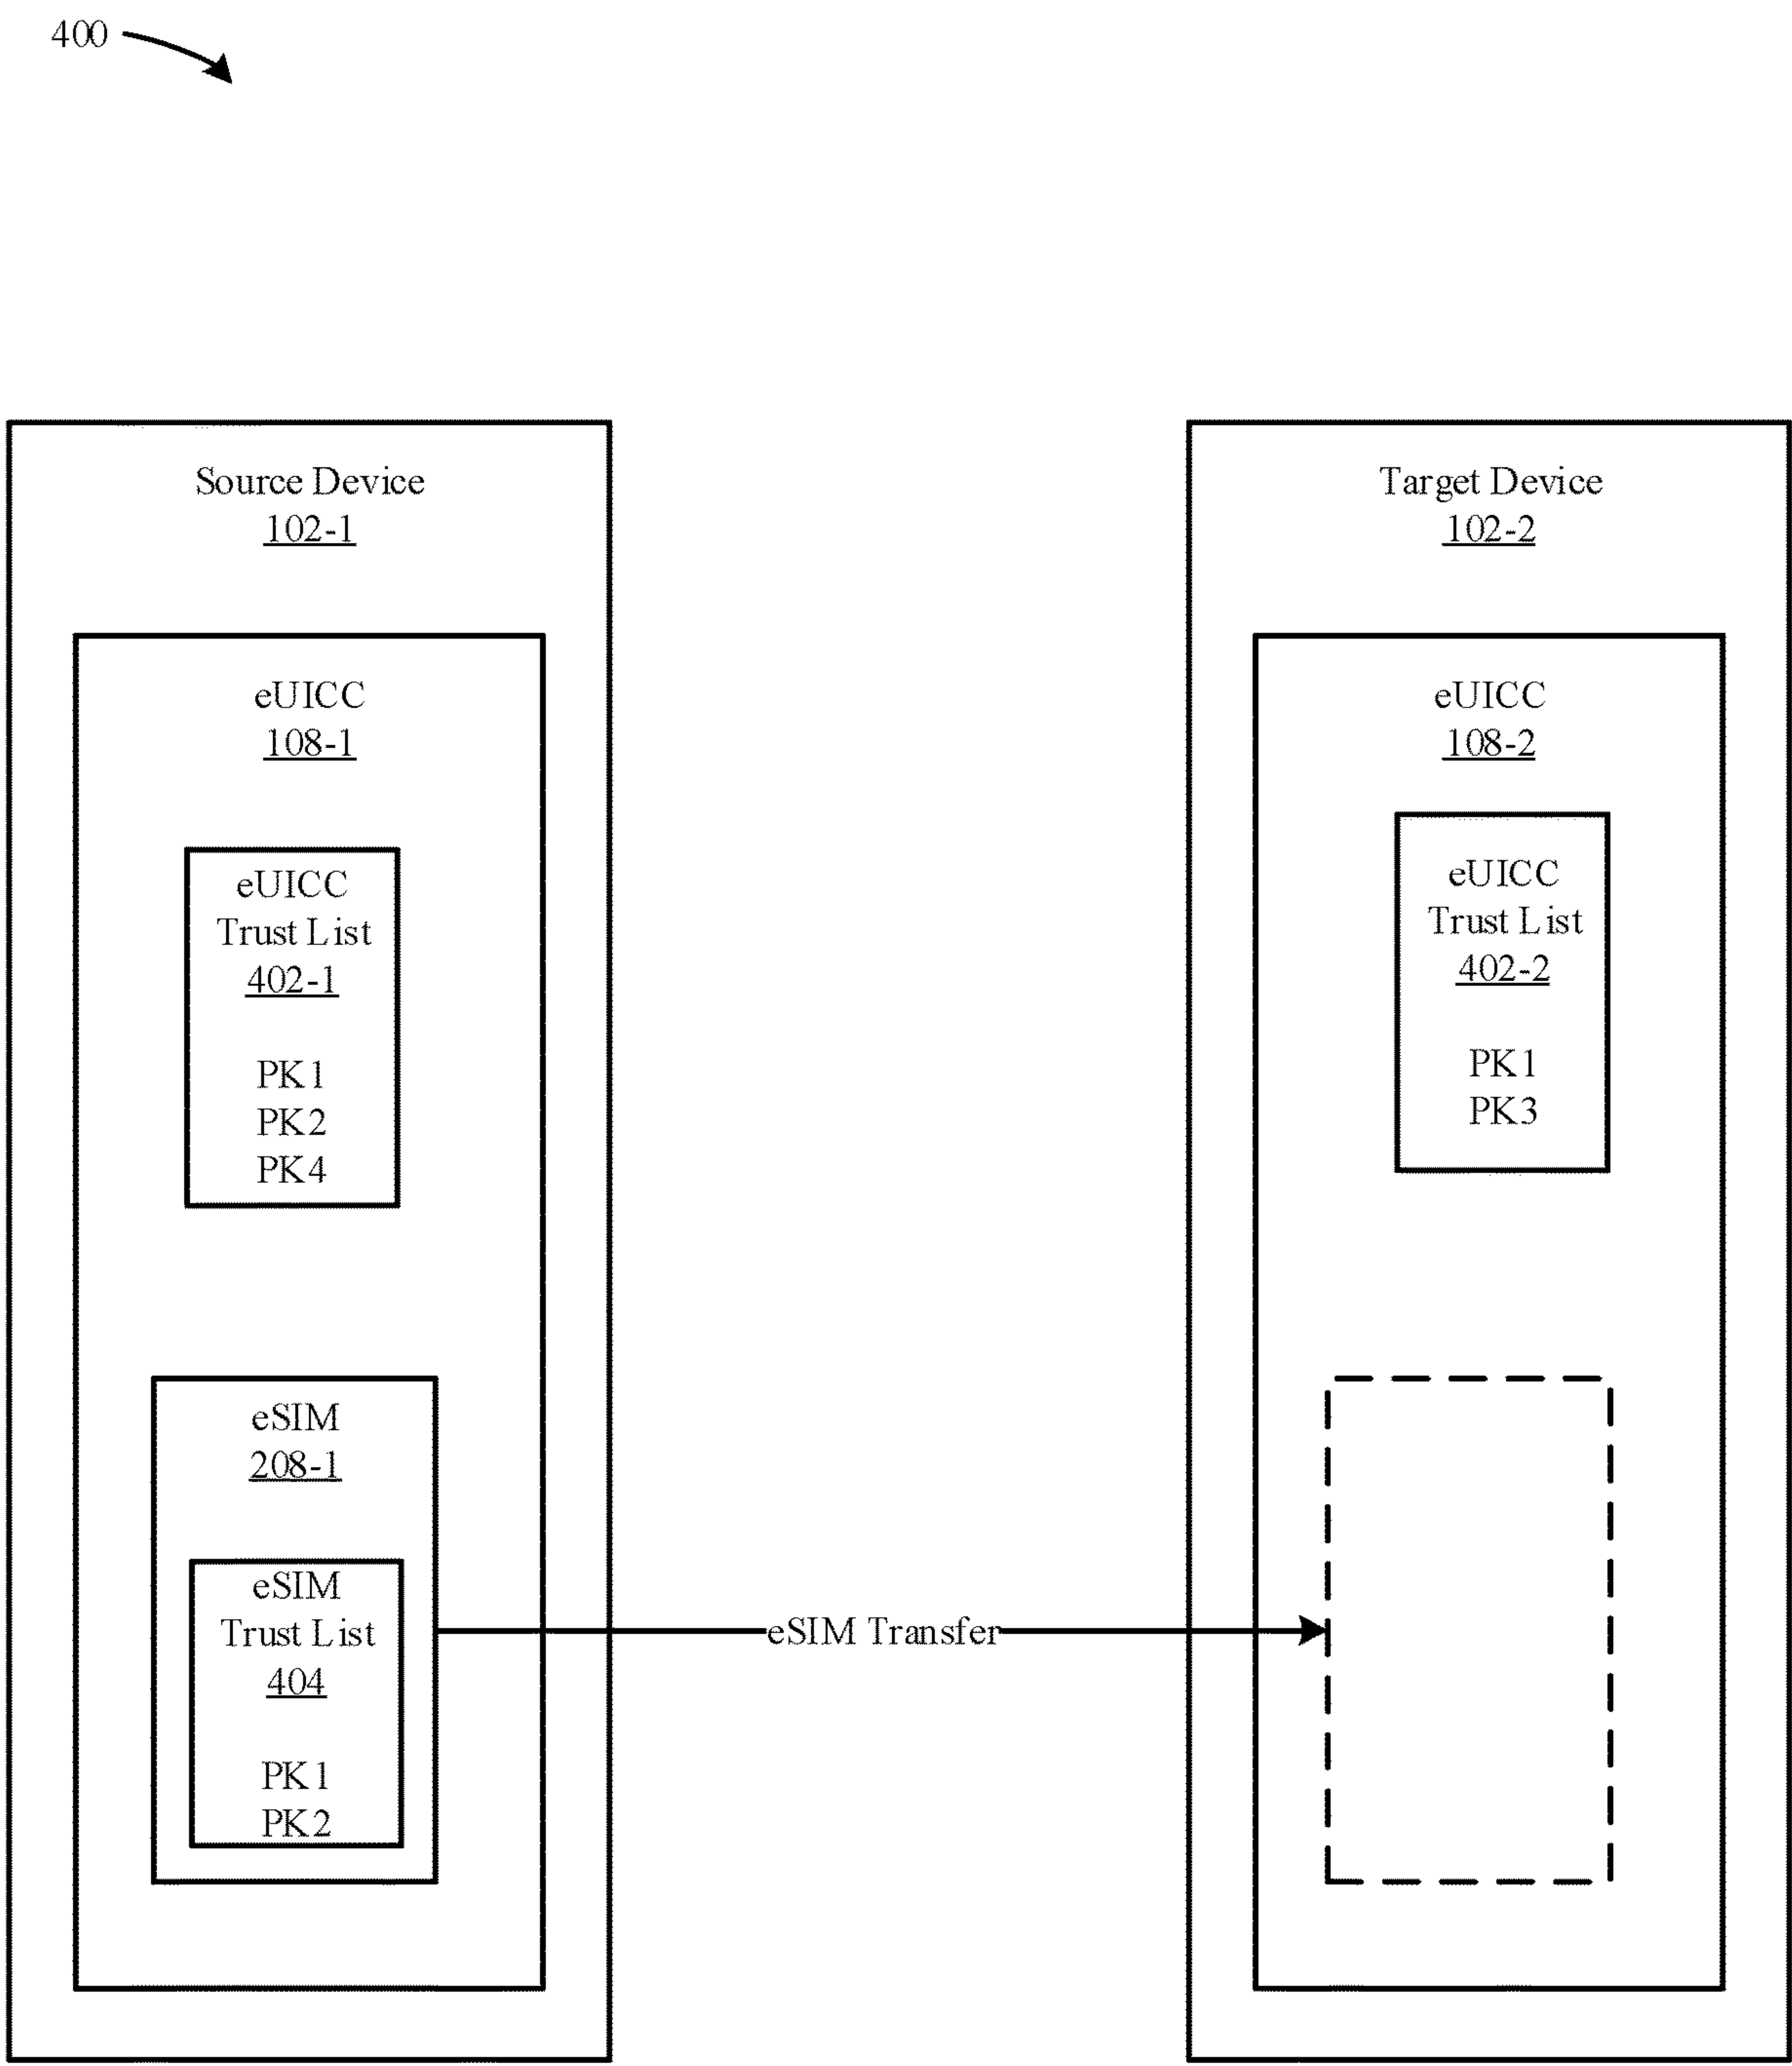 400
Source Device
102-1
eUICC
108-1
eUICC
Trust List
402-1
PK1
PK2
PK4
eSIM
208-1
eSIM
Trust List
404
PK1
PK2
eSIM Transfer
Target Device
102-2
eUICC
108-2
eUICC
Trust List
402-2
PK1
PK3